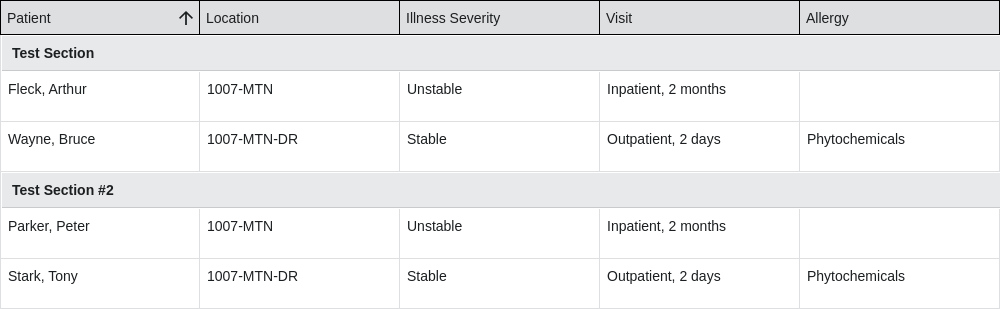 Patient Location Illness Severity Visit Allergy
Test Section
Fleck, Arthur 1007-MTN Unstable Inpatient, 2 months
Wayne, Bruce 1007-MTN-DR Stable Outpatient, 2 days Phytochemicals
Test Section #2
Parker, Peter 1007-MTN Unstable Inpatient, 2 months
Stark, Tony 1007-MTN-DR Stable Outpatient, 2 days Phytochemicals